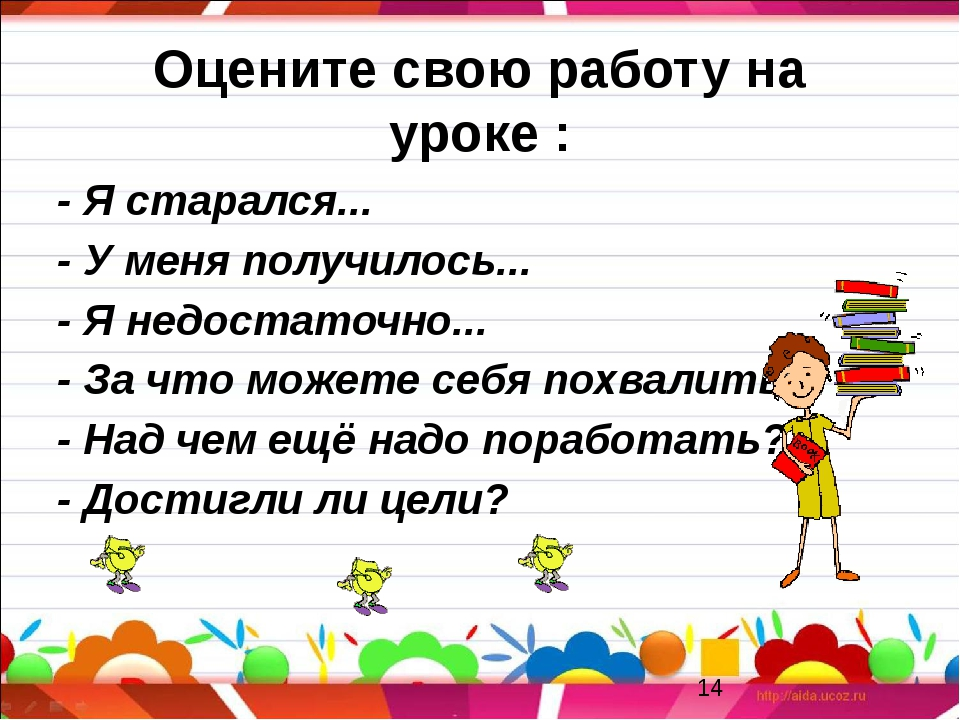 Оцените свою работу на
уроке :
- Я старался...
- У меня получилось...
- Я недостаточно...
- За что можете себя похвалить
- Над чем ещё надо поработать?
- Достигли ли цели?
14
http://aida.ucoz.ru